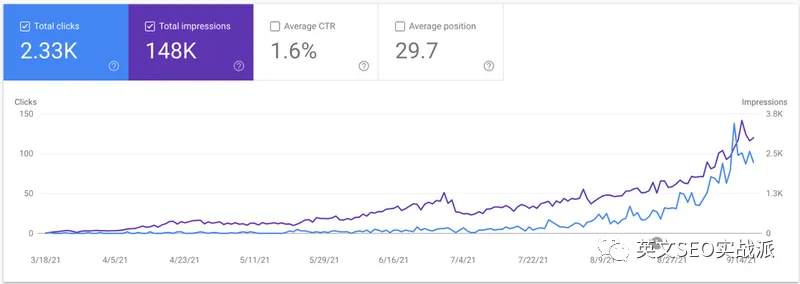 Total clicks
2.33K
Total impressions
148K
Average CTR
1.6%
Average position
29.7
Clicks
Impressions
150
3.8K
100
2.5K
50
1.3K
0
0
3/18/21 4/5/21 4/23/21 5/11/21 5/29/21 6/16/21 7/4/21 7/22/21 8/9/21 8/27/21 9/14/21
英文SEO实战派